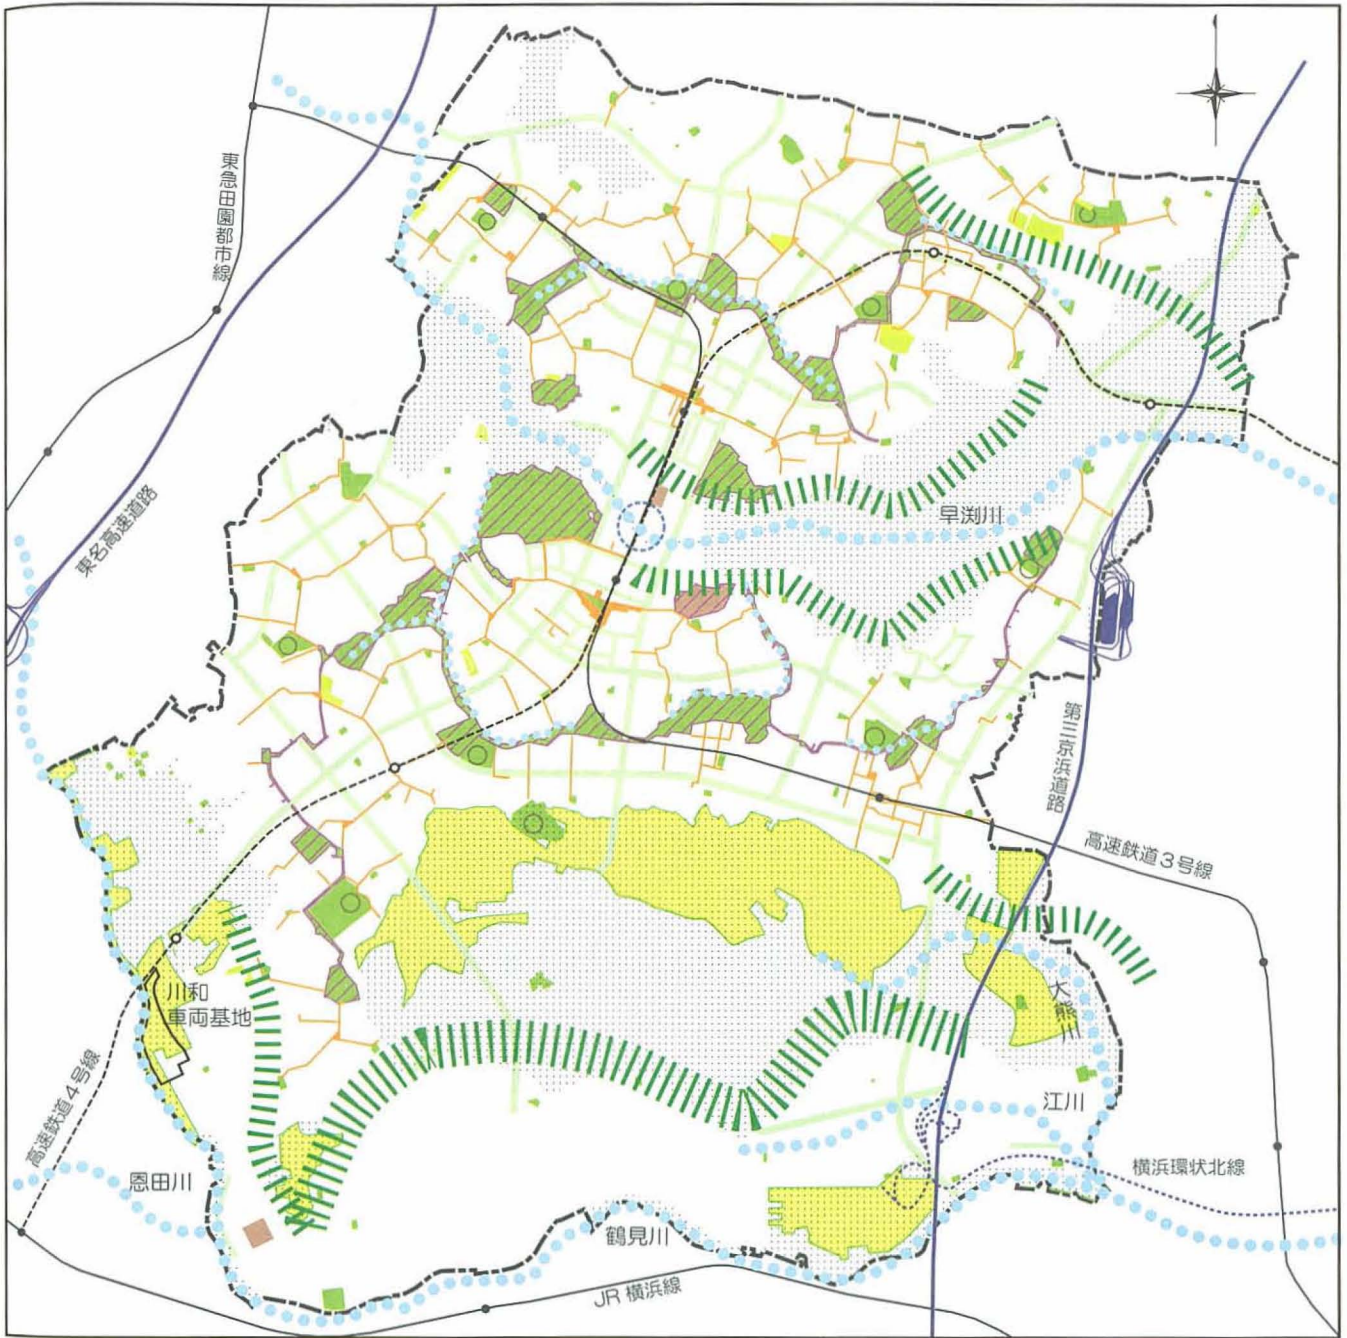 東急田園都市線
東名高速道路
早渕川
第三京浜道路
高速鉄道3号線
川和
車両基地
大熊川
高速鉄道4号線
江川
恩田川
横浜環状北線
鶴見川
JR 横浜線